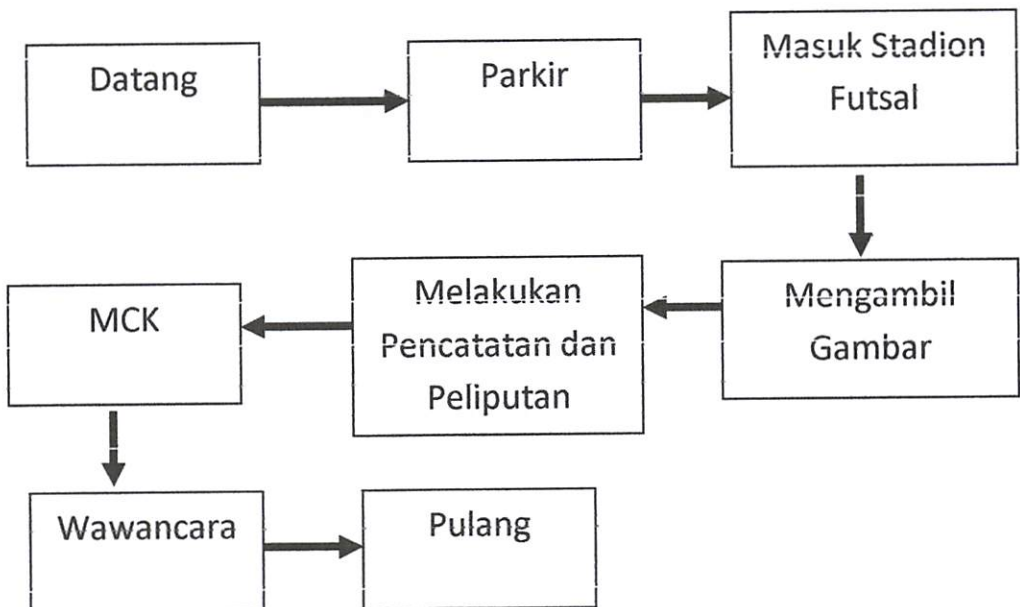 Datang
Parkir
Masuk Stadion
Futsal
Mengambil
Gambar
Melakukan
Pencatatan dan
Peliputan
MCK
Wawancara
Pulang